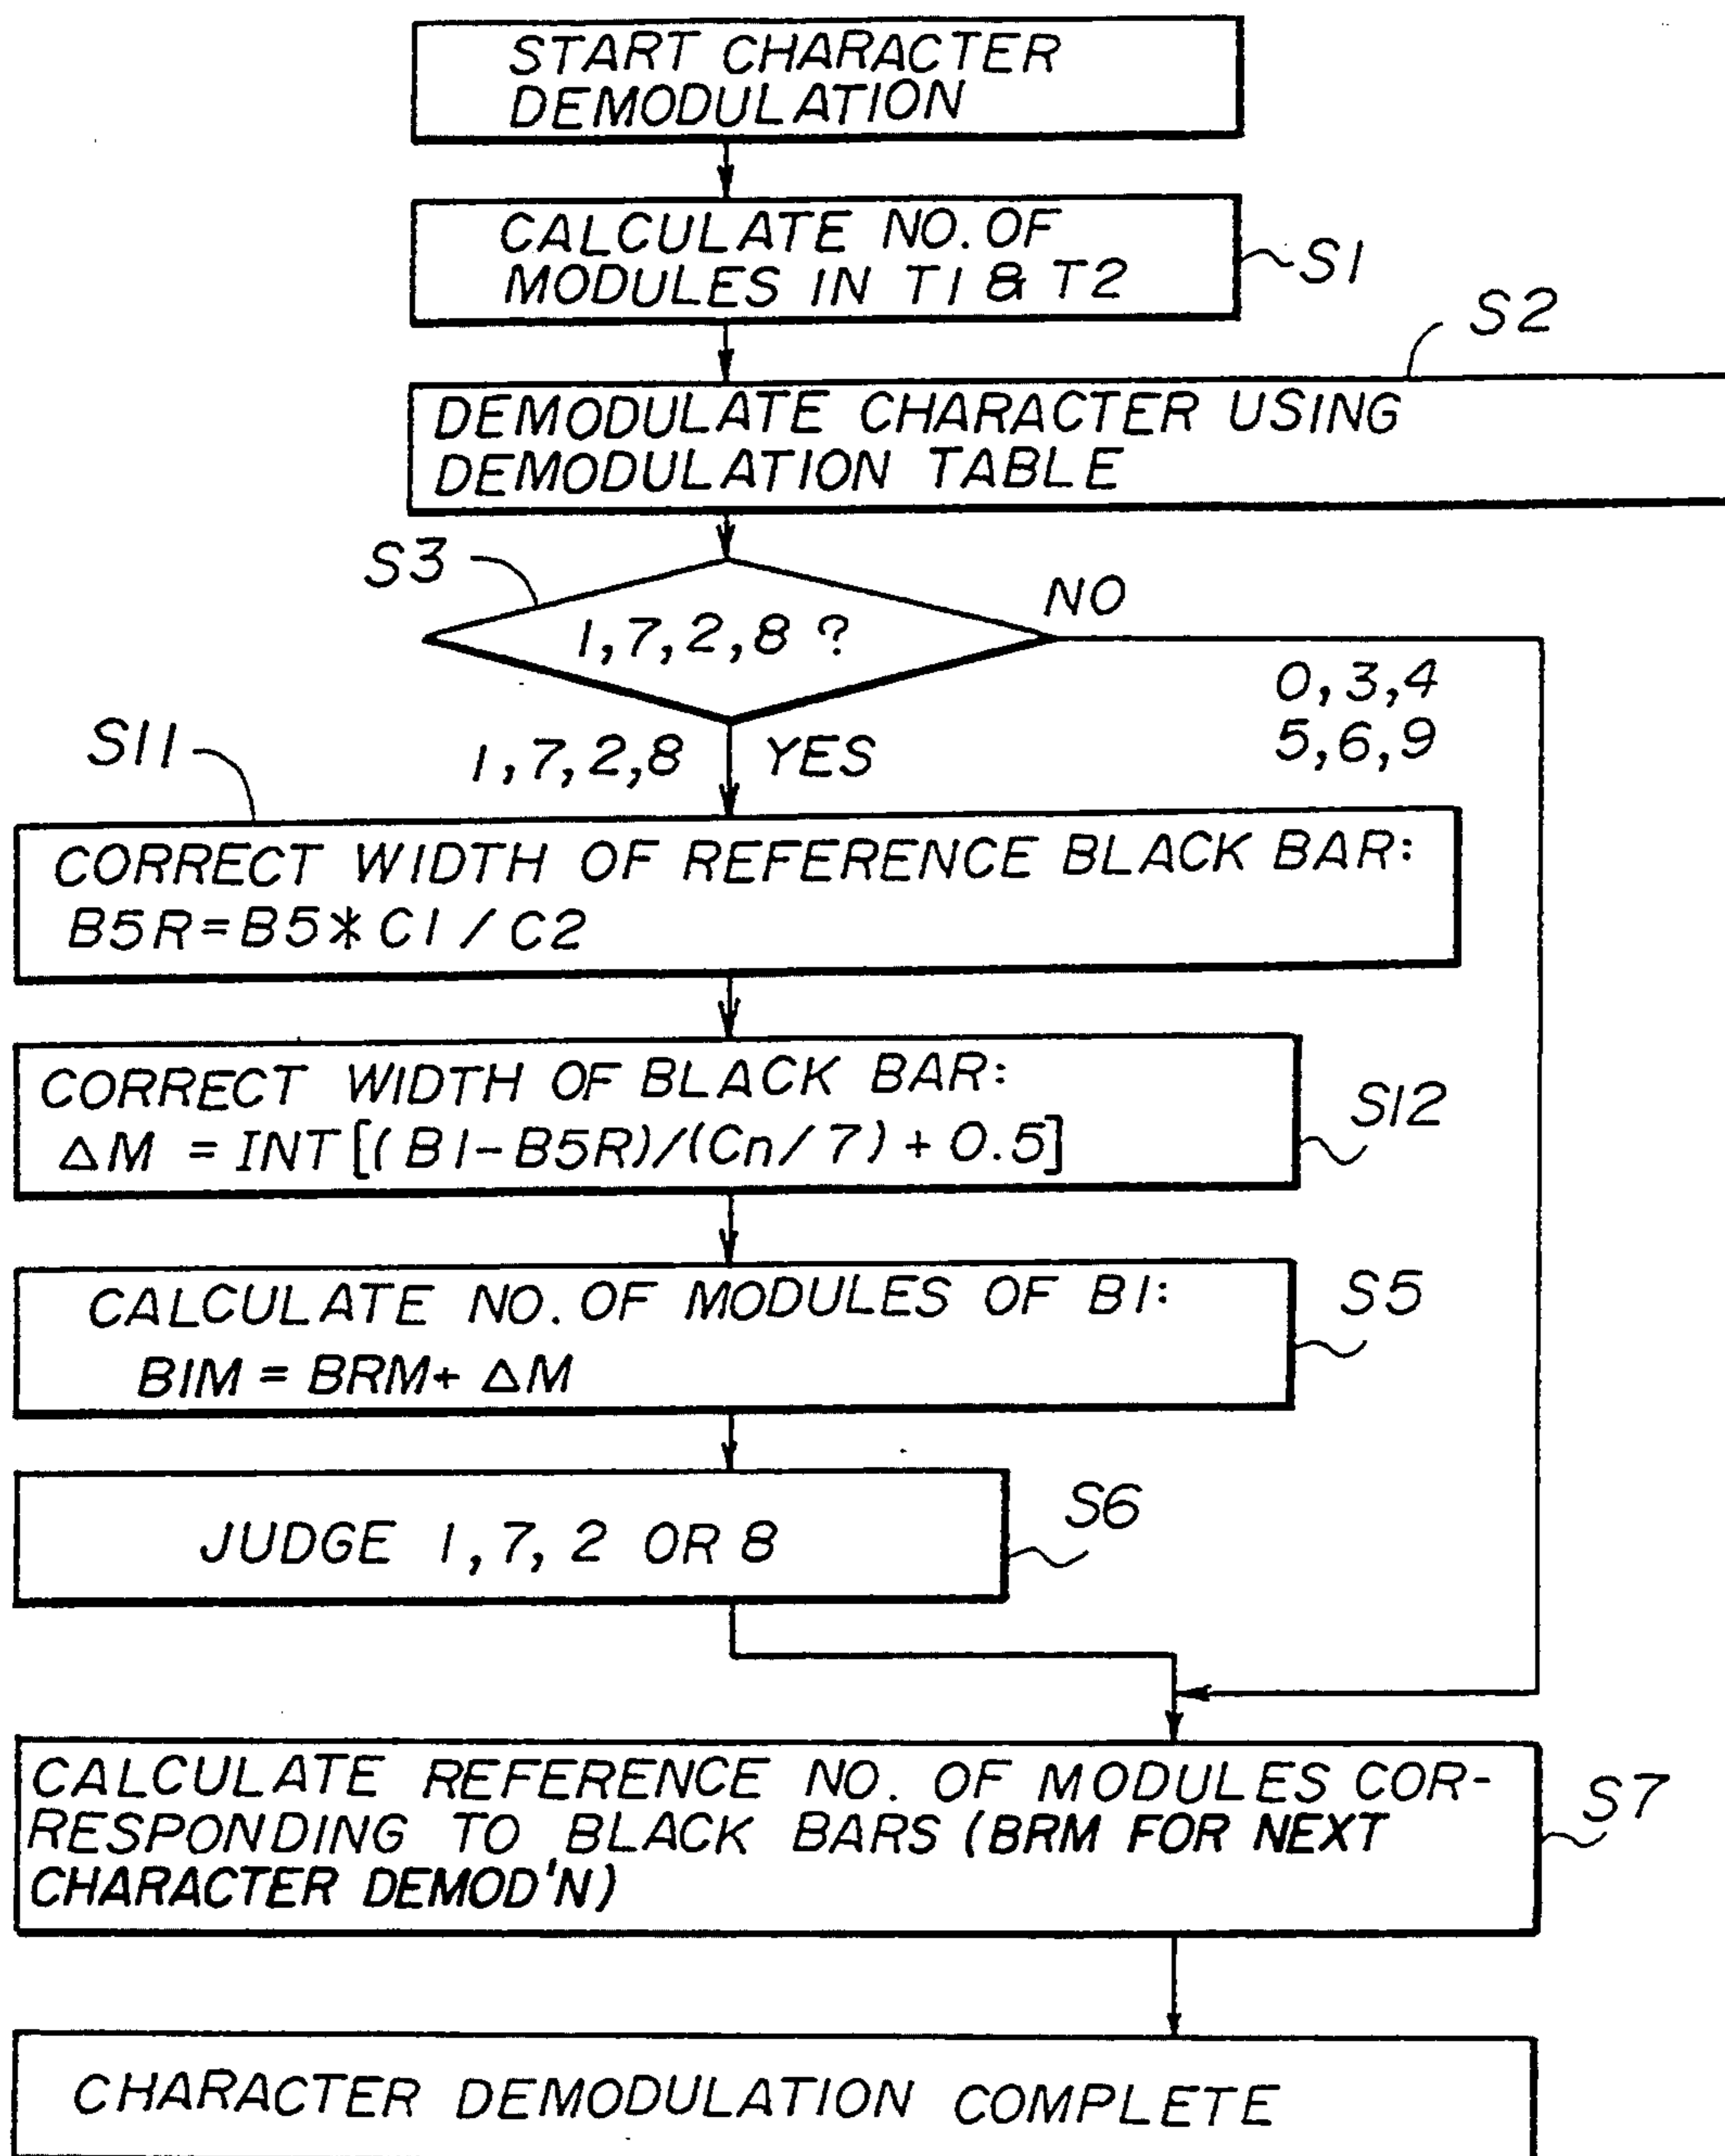 START CHARACTER
DEMODULATION
CALCULATE NO. OF
MODULES IN T1 & T2
S1
S2
DEMODULATE CHARACTER USING
DEMODULATION TABLE
S3
1,7,2,8 ?
NO
0,3,4
5,6,9
S11
1,7,2,8 YES
CORRECT WIDTH OF REFERENCE BLACK BAR:
B5R=B5*C1/C2
CORRECT WIDTH OF BLACK BAR:
ΔM = INT[(B1-B5R)/(Cn/7) + 0.5]
S12
CALCULATE NO. OF MODULES OF B1:
B1M = BRM+ ΔM
S5
JUDGE 1,7,2 OR 8
S6
CALCULATE REFERENCE NO. OF MODULES COR-
RESPONDING TO BLACK BARS (BRM FOR NEXT
CHARACTER DEMOD'N)
S7
CHARACTER DEMODULATION COMPLETE